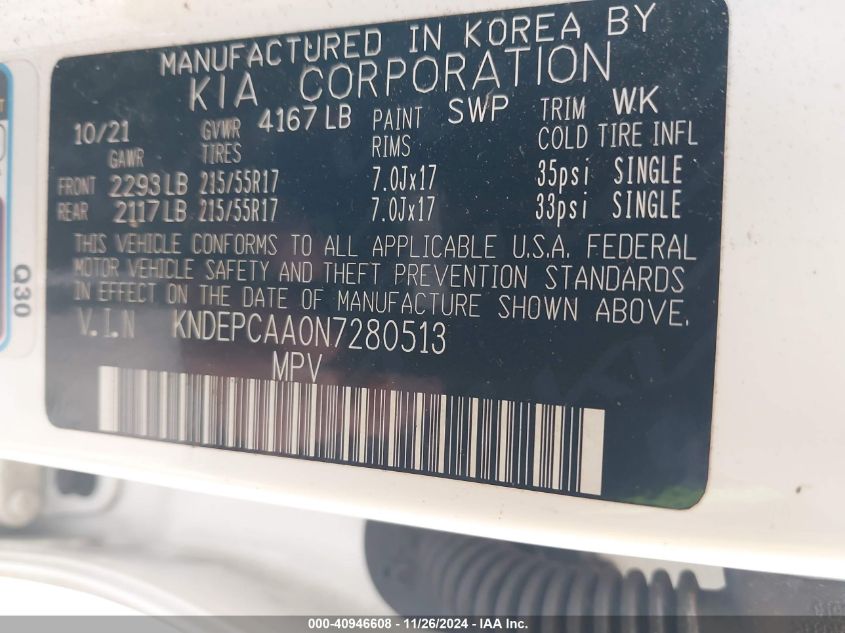 MANUFACTURED IN KOREA BY
KIA CORPORATION
10/21 GVWR 4167 LB PAINT SWP TRIM WK
GAWR TIRES RIMS COLD TIRE INFL
FRONT 2293 LB 215/55R17 7.0Jx17 35psi SINGLE
REAR 2117 LB 215/55R17 7.0Jx17 33psi SINGLE
THIS VEHICLE CONFORMS TO ALL APPLICABLE U.S.A. FEDERAL
MOTOR VEHICLE SAFETY AND THEFT PREVENTION STANDARDS
IN EFFECT ON THE DATE OF MANUFACTURE SHOWN ABOVE.
V.I.N KNDEPCAA0N7280513
MPV
Q30
000-40946608 - 11/26/2024 - IAA Inc.